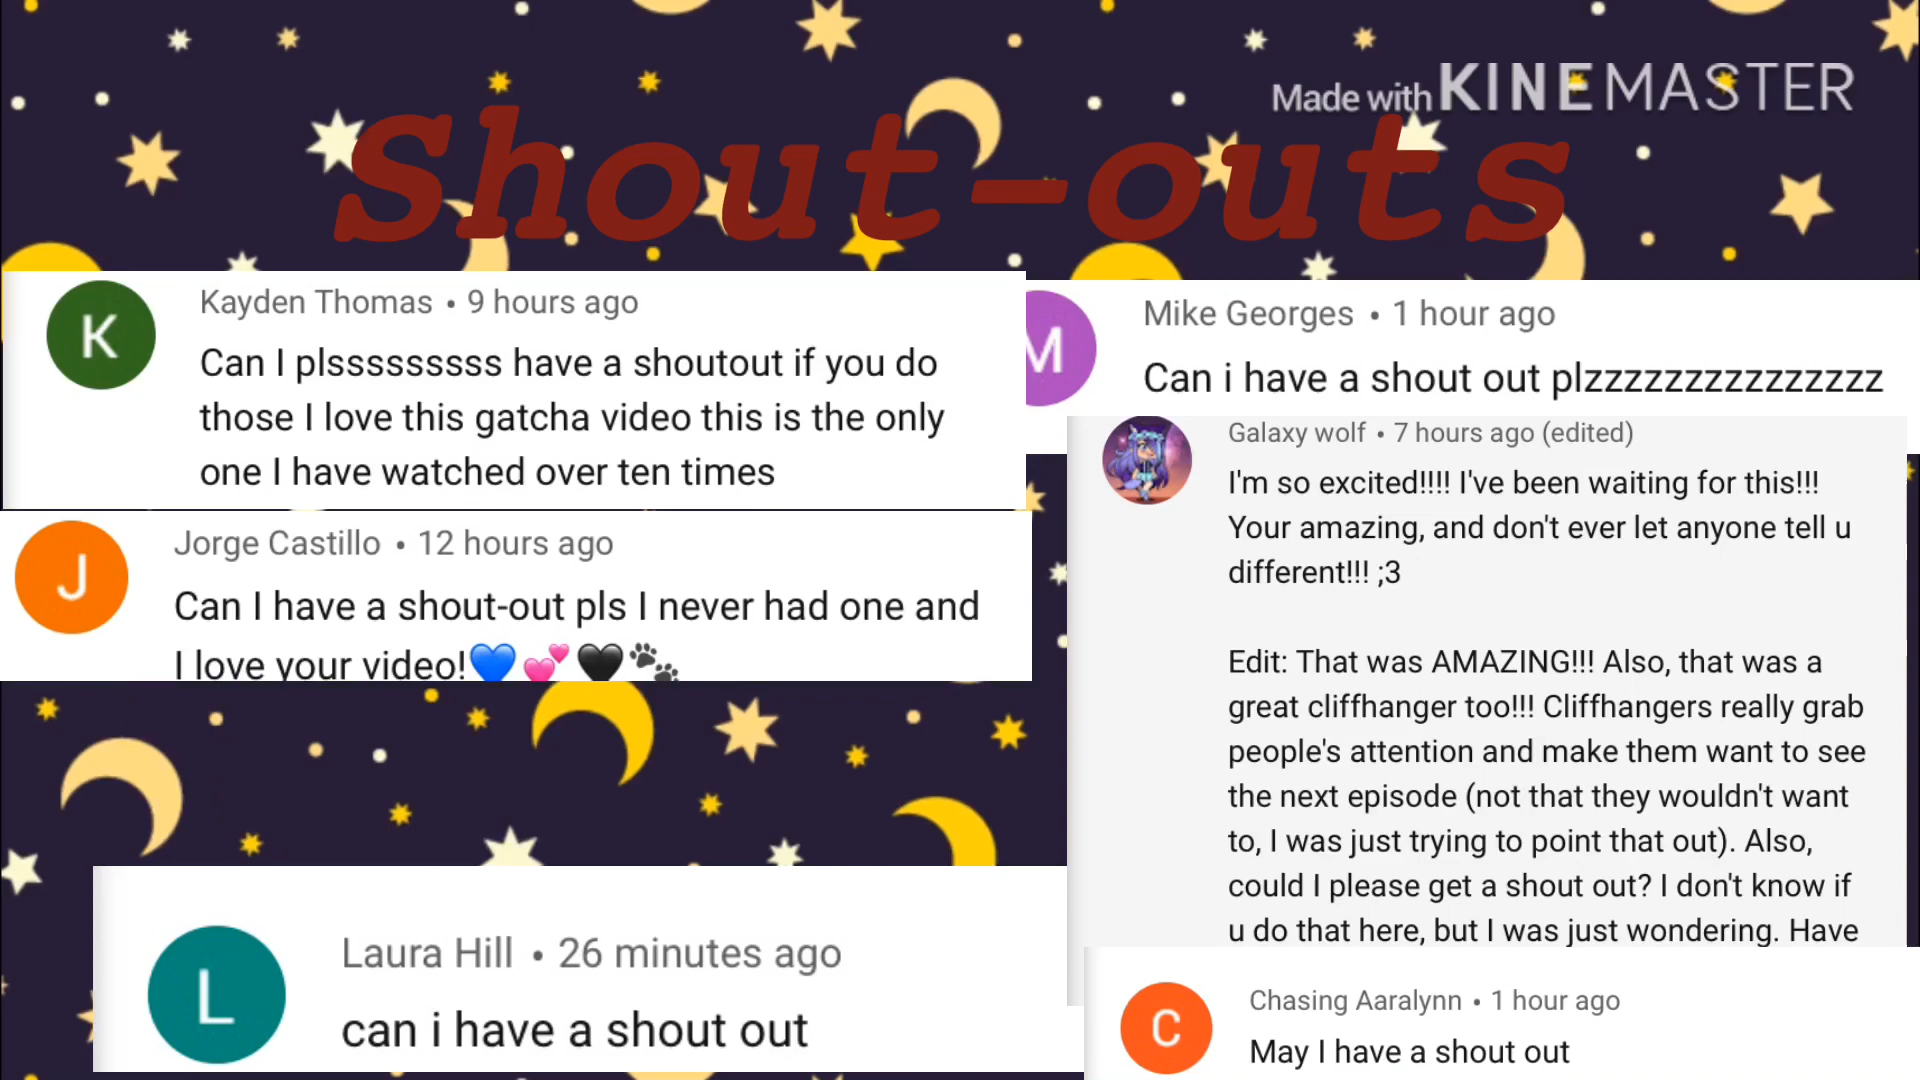 Made with KINEMASTER
Shout-outs
K
Kayden Thomas • 9 hours ago
Can I plsssssssss have a shoutout if you do
those I love this gatcha video this is the only
one I have watched over ten times
J
Jorge Castillo • 12 hours ago
Can I have a shout-out pls I never had one and
I love your video!💙💕🖤🐾
L
Laura Hill • 26 minutes ago
can i have a shout out
M
Mike Georges • 1 hour ago
Can i have a shout out plzzzzzzzzzzzzzzz
Galaxy wolf • 7 hours ago (edited)
I'm so excited!!!! I've been waiting for this!!!
Your amazing, and don't ever let anyone tell u
different!!! ;3
Edit: That was AMAZING!!! Also, that was a
great cliffhanger too!!! Cliffhangers really grab
people's attention and make them want to see
the next episode (not that they wouldn't want
to, I was just trying to point that out). Also,
could I please get a shout out? I don't know if
u do that here, but I was just wondering. Have
C
Chasing Aaralynn • 1 hour ago
May I have a shout out